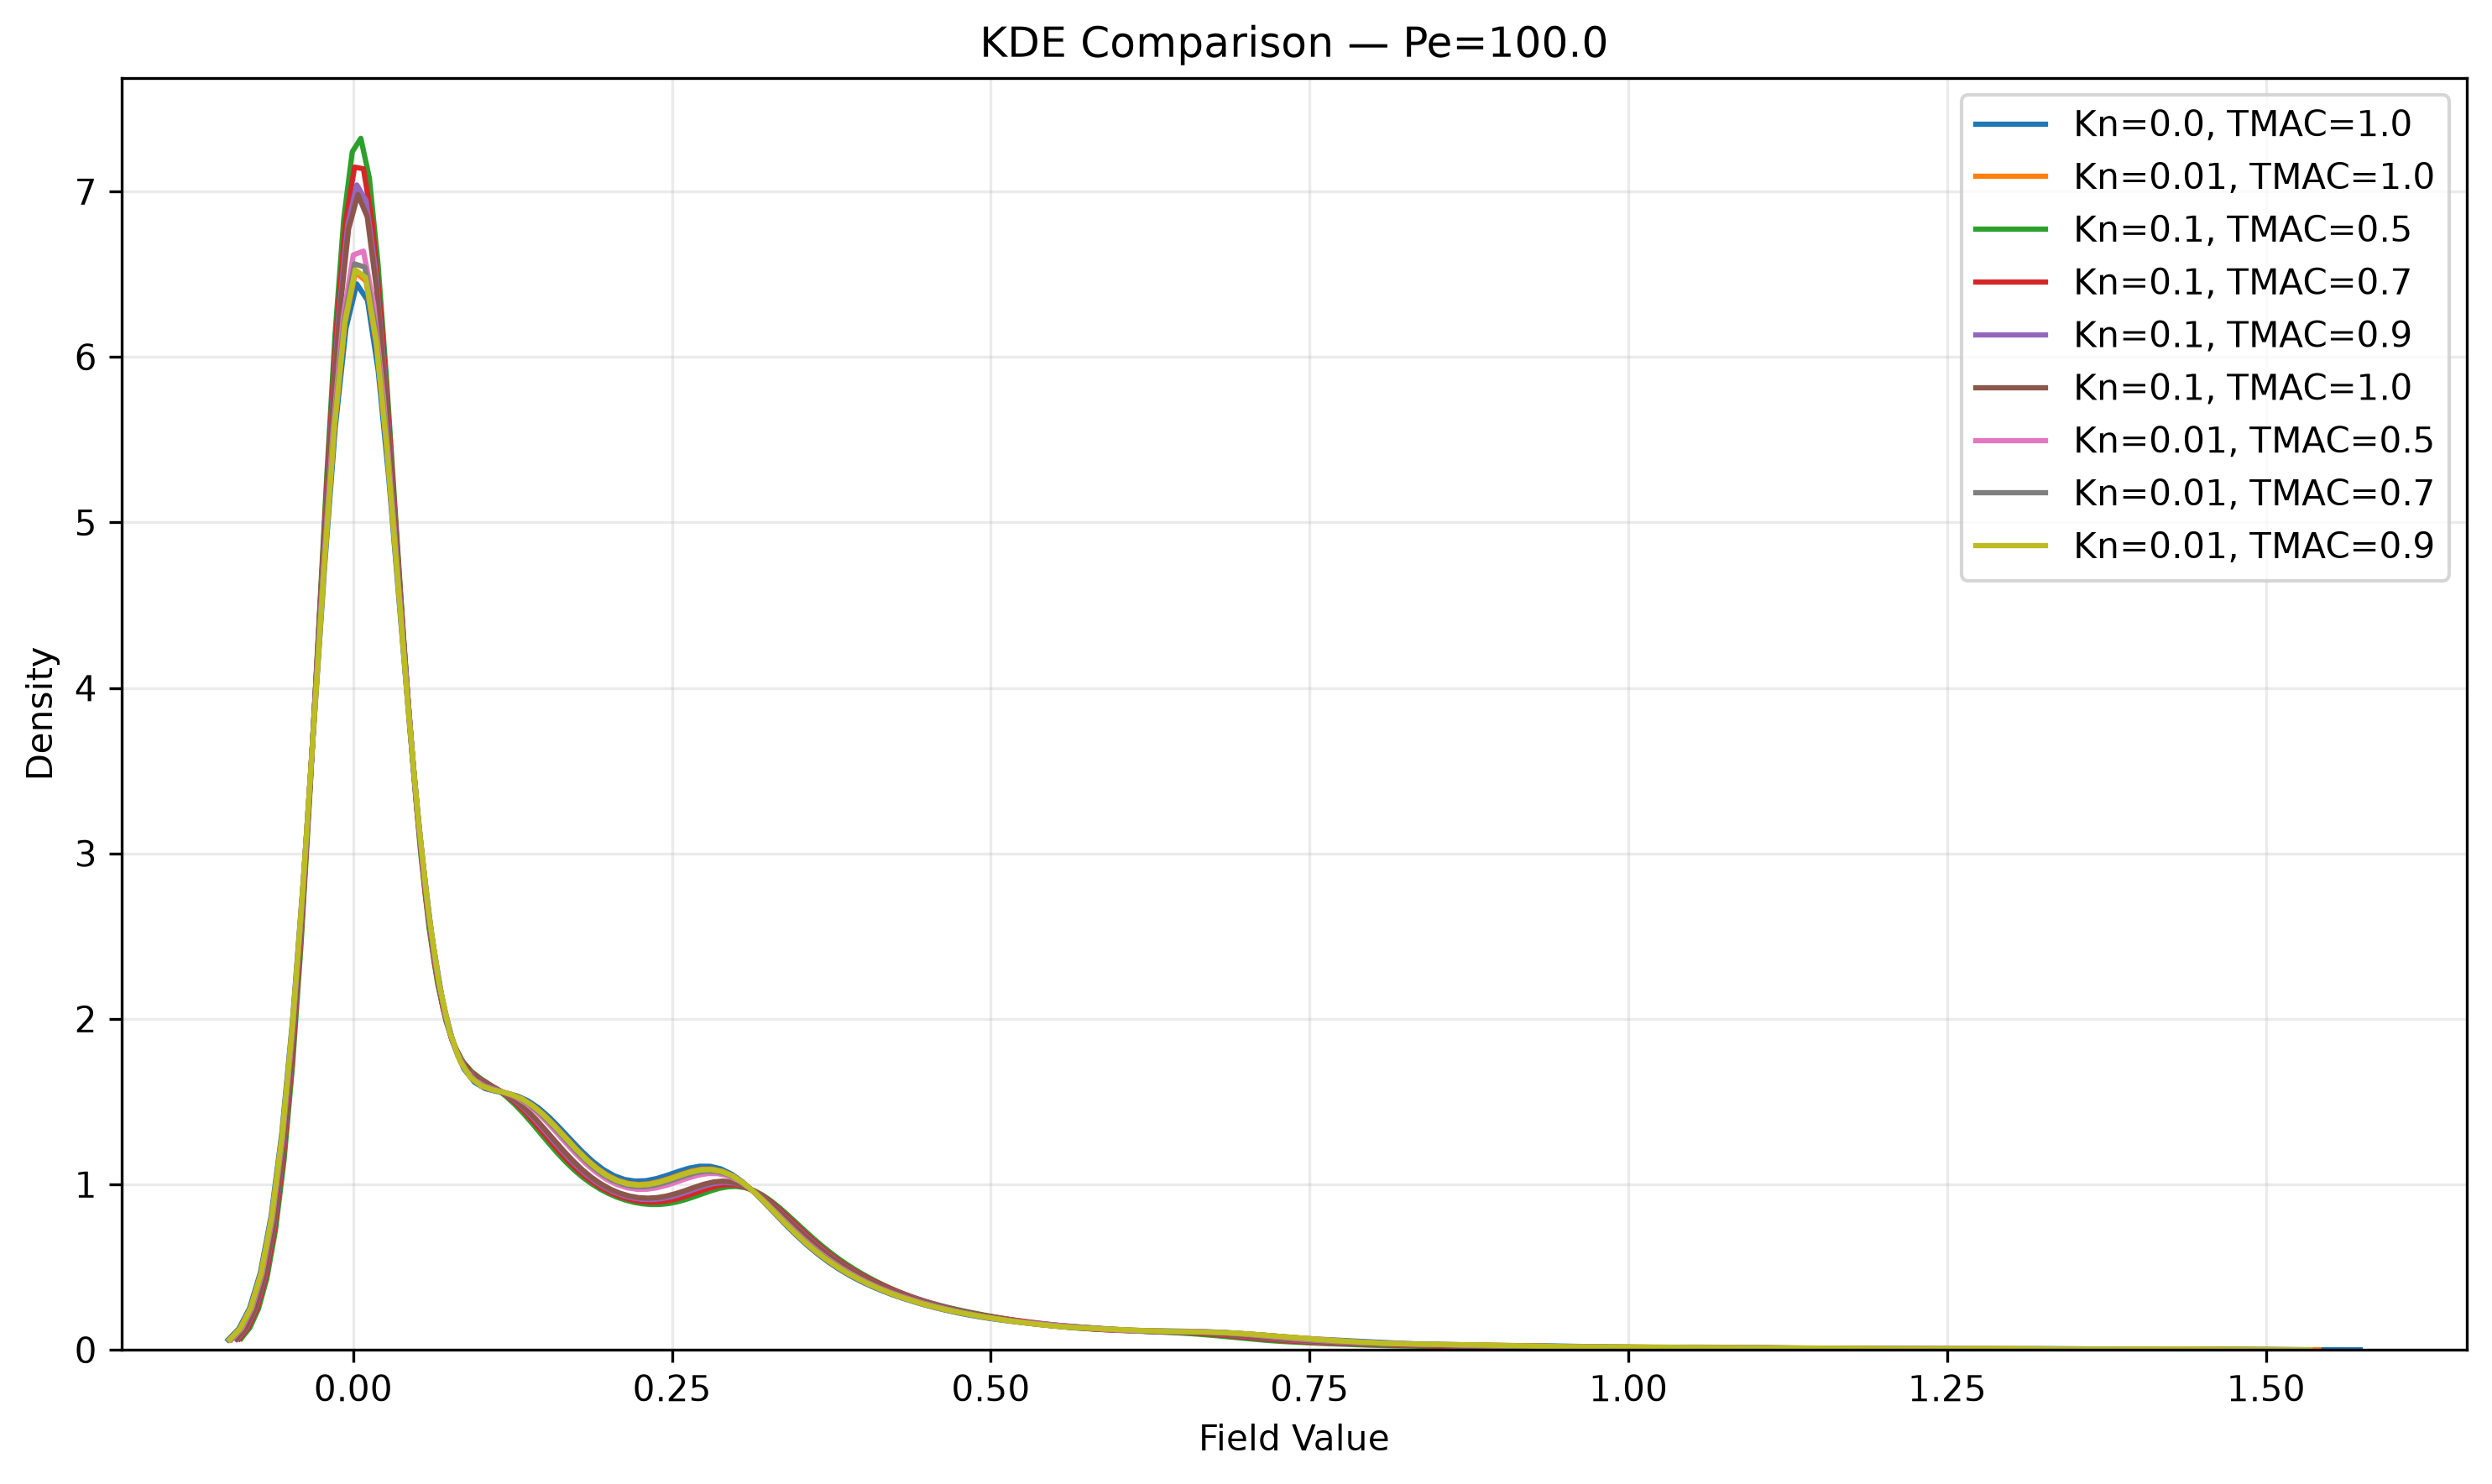 KDE Comparison — Pe=100.0
Kn=0.0, TMAC=1.0
Kn=0.01, TMAC=1.0
Kn=0.1, TMAC=0.5
Kn=0.1, TMAC=0.7
Kn=0.1, TMAC=0.9
Kn=0.1, TMAC=1.0
Kn=0.01, TMAC=0.5
Kn=0.01, TMAC=0.7
Kn=0.01, TMAC=0.9
Density
7
6
5
4
3
2
1
0
0.00 0.25 0.50 0.75 1.00 1.25 1.50
Field Value